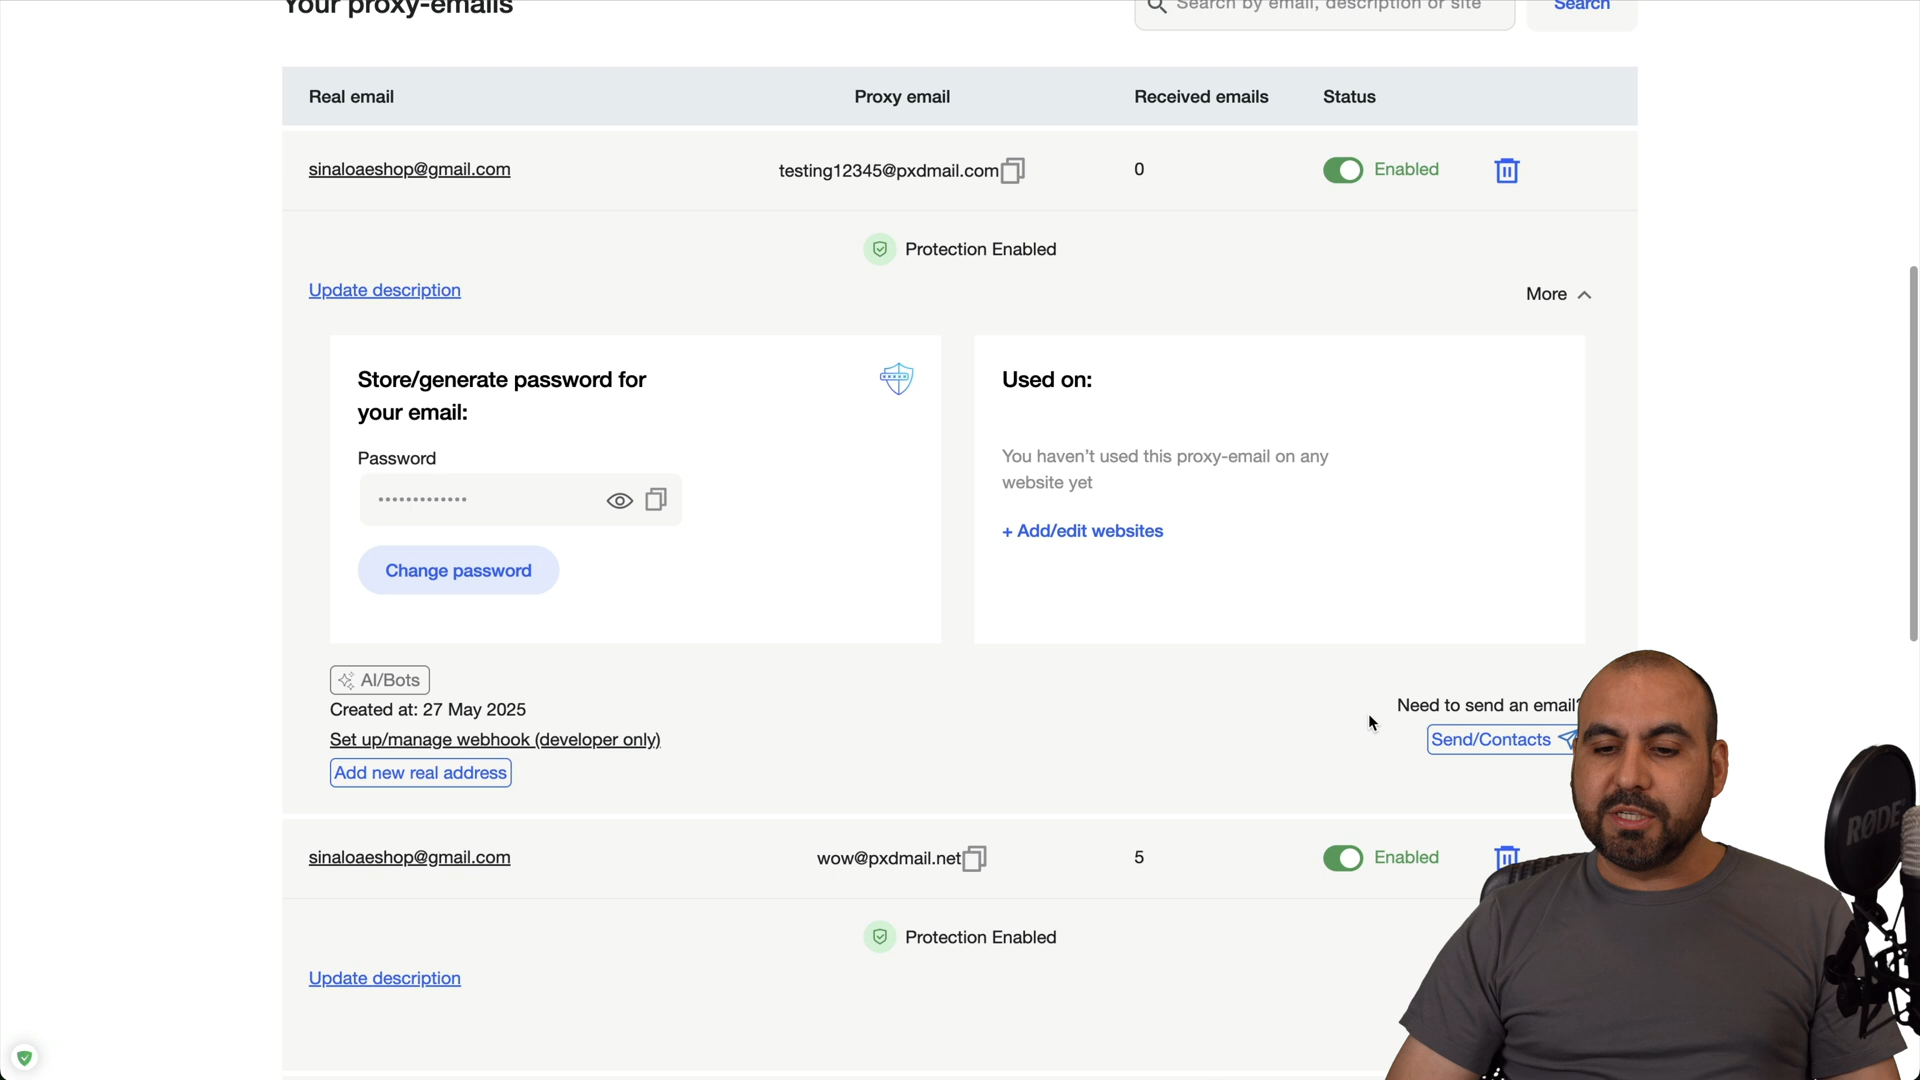 Your proxy-emails
Search by email, description or site
Search
Real email
Proxy email
Received emails
Status
sinaloaeshop@gmail.com
testing12345@pxdmail.com
0
Enabled
Protection Enabled
Update description
More
Store/generate password for
your email:
Password
•••••••••••••
Change password
Used on:
You haven’t used this proxy-email on any
website yet
+ Add/edit websites
AI/Bots
Created at: 27 May 2025
Set up/manage webhook (developer only)
Add new real address
Need to send an email?
Send/Contacts
sinaloaeshop@gmail.com
wow@pxdmail.net
5
Enabled
Protection Enabled
Update description
RØDE